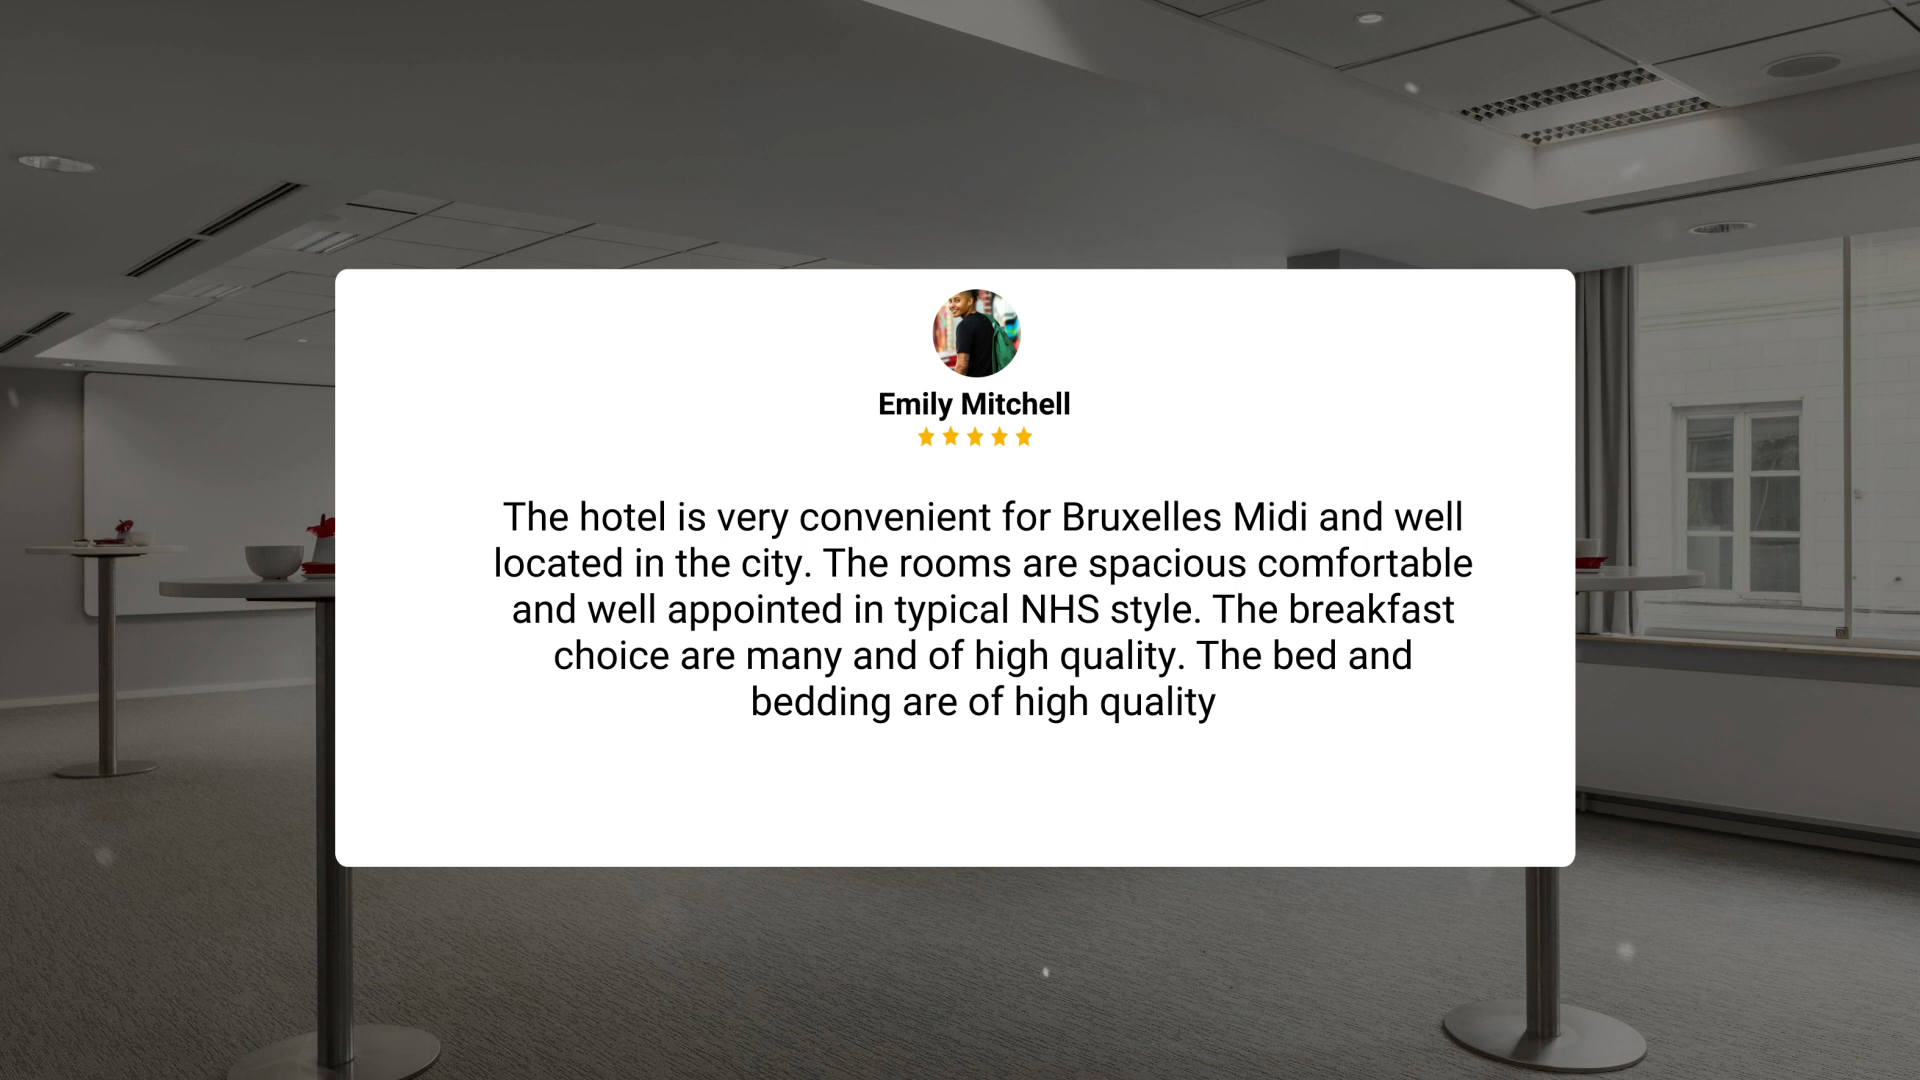 Emily Mitchell
The hotel is very convenient for Bruxelles Midi and well
located in the city. The rooms are spacious comfortable
and well appointed in typical NHS style. The breakfast
choice are many and of high quality. The bed and
bedding are of high quality